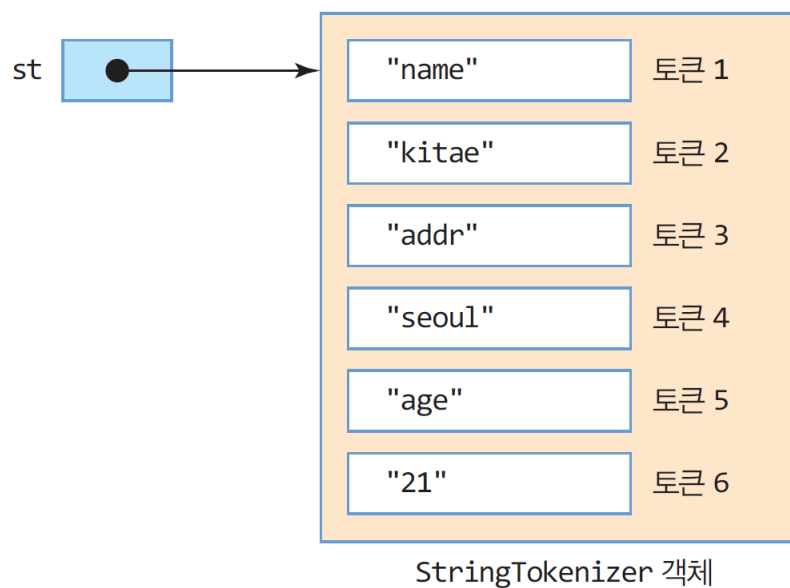 st
"name" 토큰 1
"kitae" 토큰 2
"addr" 토큰 3
"seoul" 토큰 4
"age" 토큰 5
"21" 토큰 6
StringTokenizer 객체